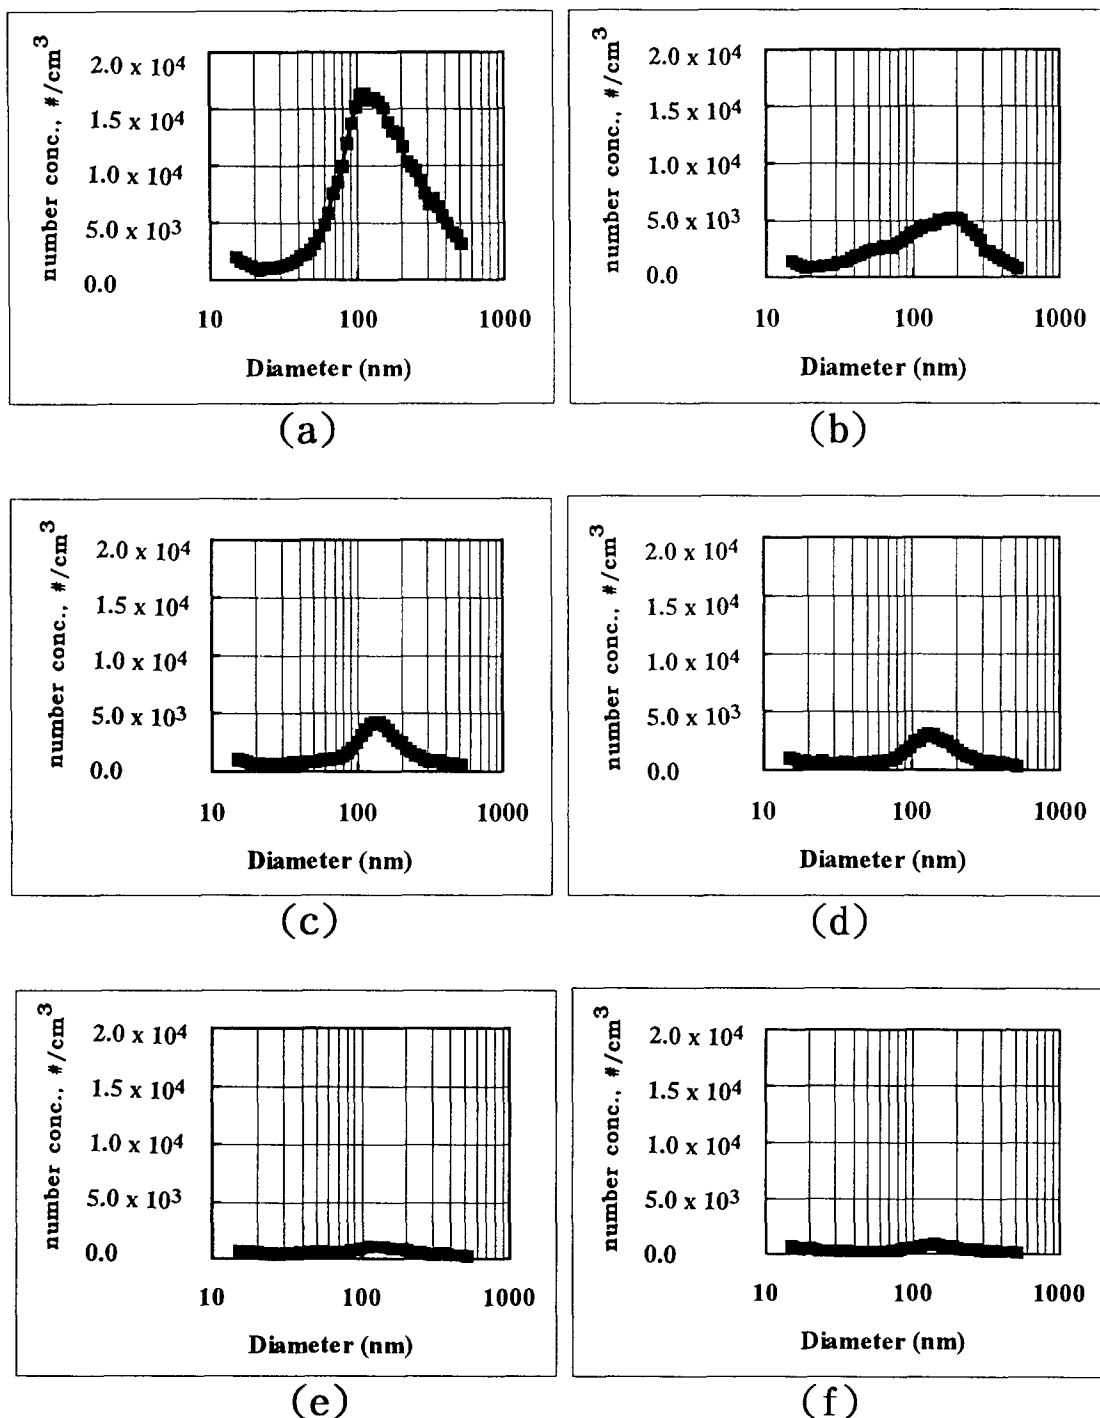 number conc., #/cm³
2.0 x 10⁴
1.5 x 10⁴
1.0 x 10⁴
5.0 x 10³
0.0
10 100 1000
Diameter (nm)
(a)
number conc., #/cm³
2.0 x 10⁴
1.5 x 10⁴
1.0 x 10⁴
5.0 x 10³
0.0
10 100 1000
Diameter (nm)
(b)
number conc., #/cm³
2.0 x 10⁴
1.5 x 10⁴
1.0 x 10⁴
5.0 x 10³
0.0
10 100 1000
Diameter (nm)
(c)
number conc., #/cm³
2.0 x 10⁴
1.5 x 10⁴
1.0 x 10⁴
5.0 x 10³
0.0
10 100 1000
Diameter (nm)
(d)
number conc., #/cm³
2.0 x 10⁴
1.5 x 10⁴
1.0 x 10⁴
5.0 x 10³
0.0
10 100 1000
Diameter (nm)
(e)
number conc., #/cm³
2.0 x 10⁴
1.5 x 10⁴
1.0 x 10⁴
5.0 x 10³
0.0
10 100 1000
Diameter (nm)
(f)